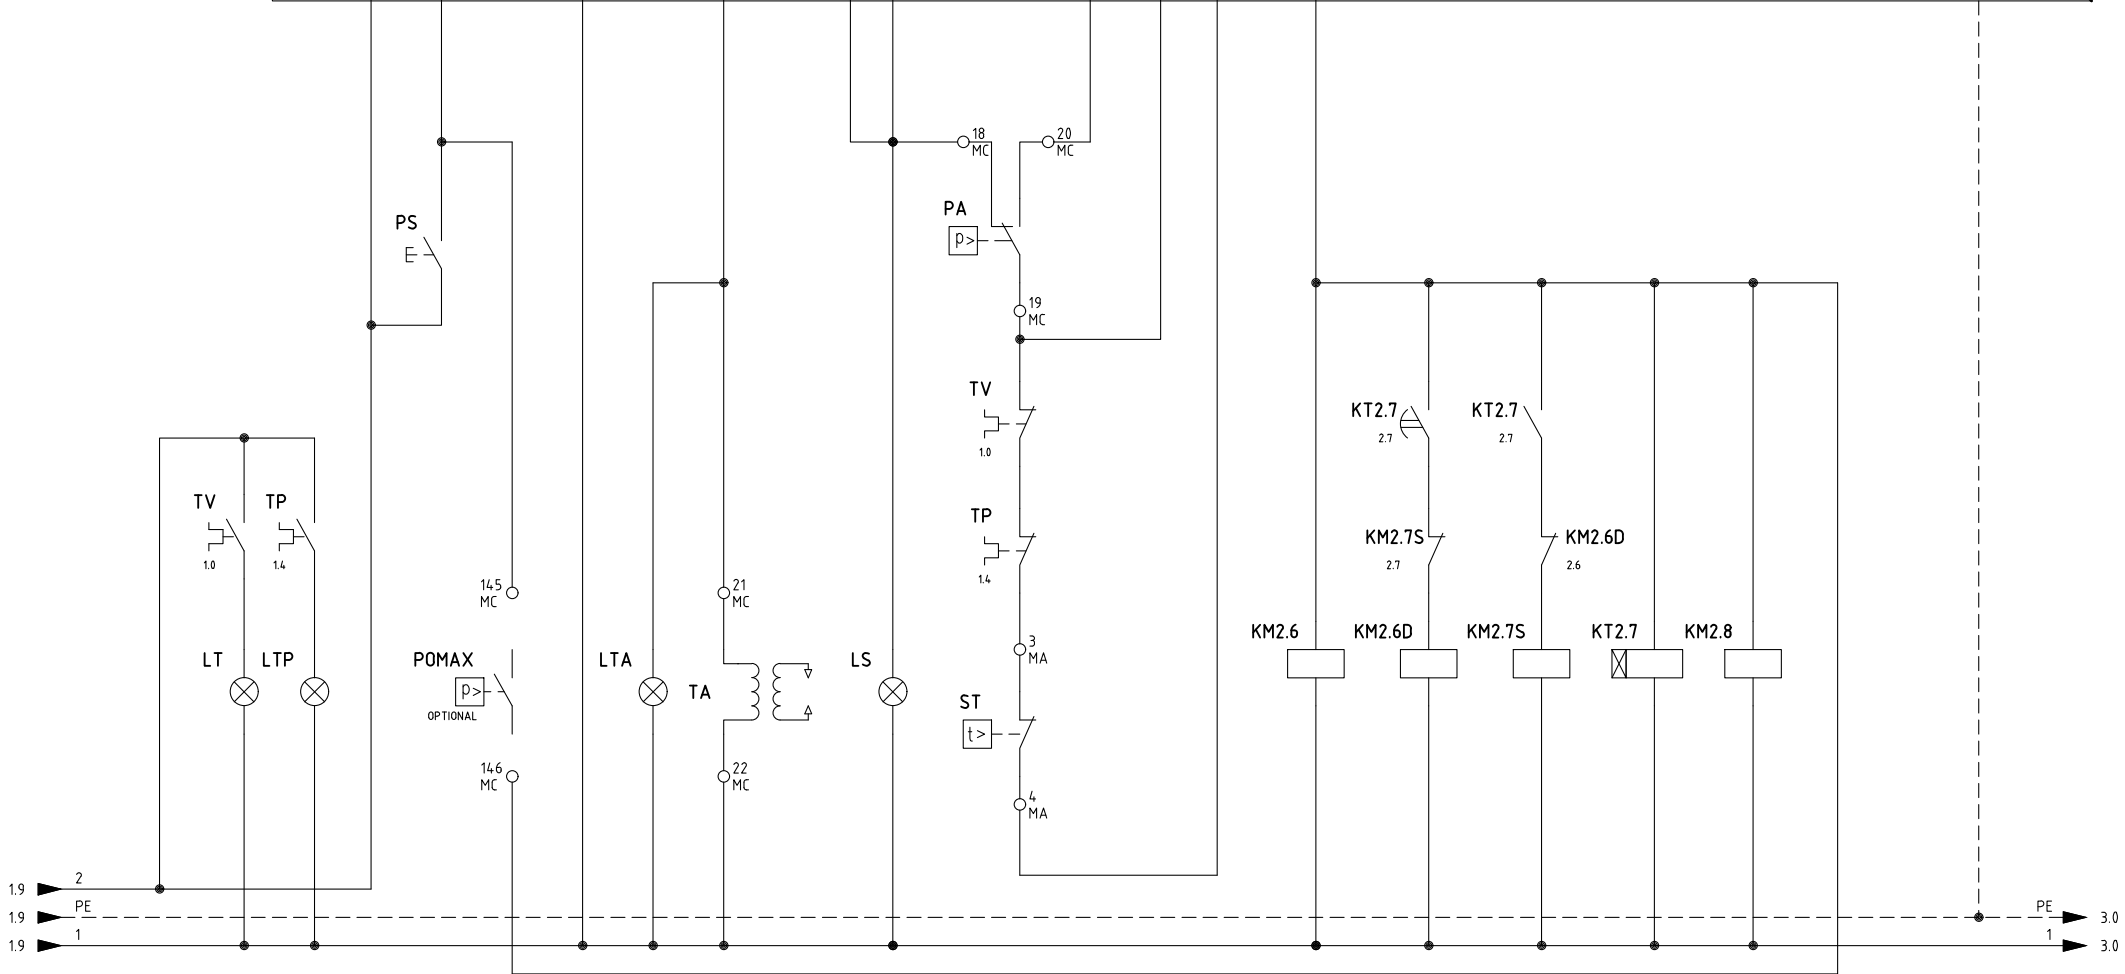 18
MC
20
MC
PS
PA
p>
19
MC
TV
1.0
KT2.7
2.7
KT2.7
2.7
TV
1.0
TP
1.4
TP
1.4
KM2.7S
2.7
KM2.6D
2.6
145
MC
21
MC
3
MA
KM2.6
KM2.6D
KM2.7S
KT2.7
KM2.8
LT
LTP
POMAX
p>
OPTIONAL
LTA
TA
LS
ST
t>
146
MC
22
MC
4
MA
1.9
2
1.9
PE
PE
3.0
1.9
1
1
3.0